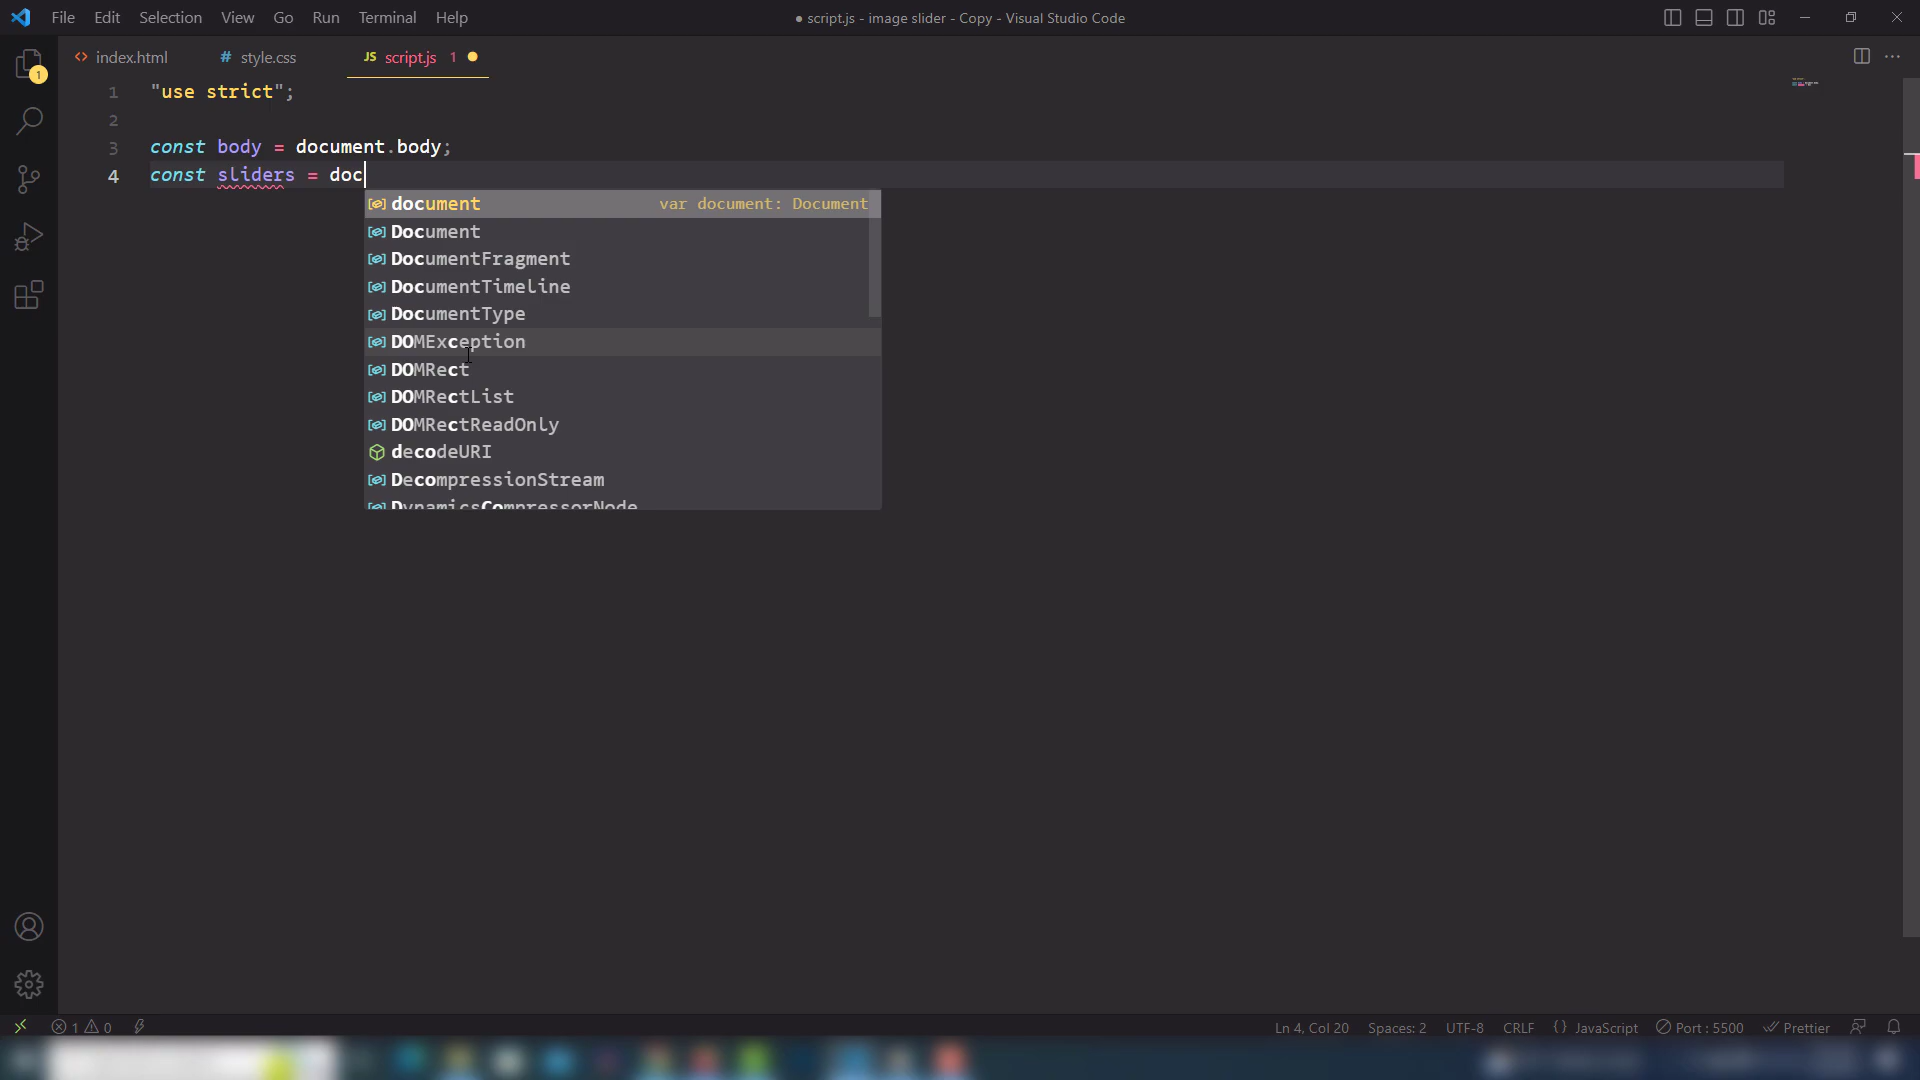 File Edit Selection View Go Run Terminal Help
● script.js - image slider - Copy - Visual Studio Code
index.html
# style.css
JS script.js 1
1
1 "use strict";
2
3 const body = document.body;
4 const sliders = doc
document var document: Document
Document
DocumentFragment
DocumentTimeline
DocumentType
DOMException
DOMRect
DOMRectList
DOMRectReadOnly
decodeURI
DecompressionStream
DynamicsCompressorNode
1 0
Ln 4, Col 20 Spaces: 2 UTF-8 CRLF {} JavaScript Port : 5500 Prettier